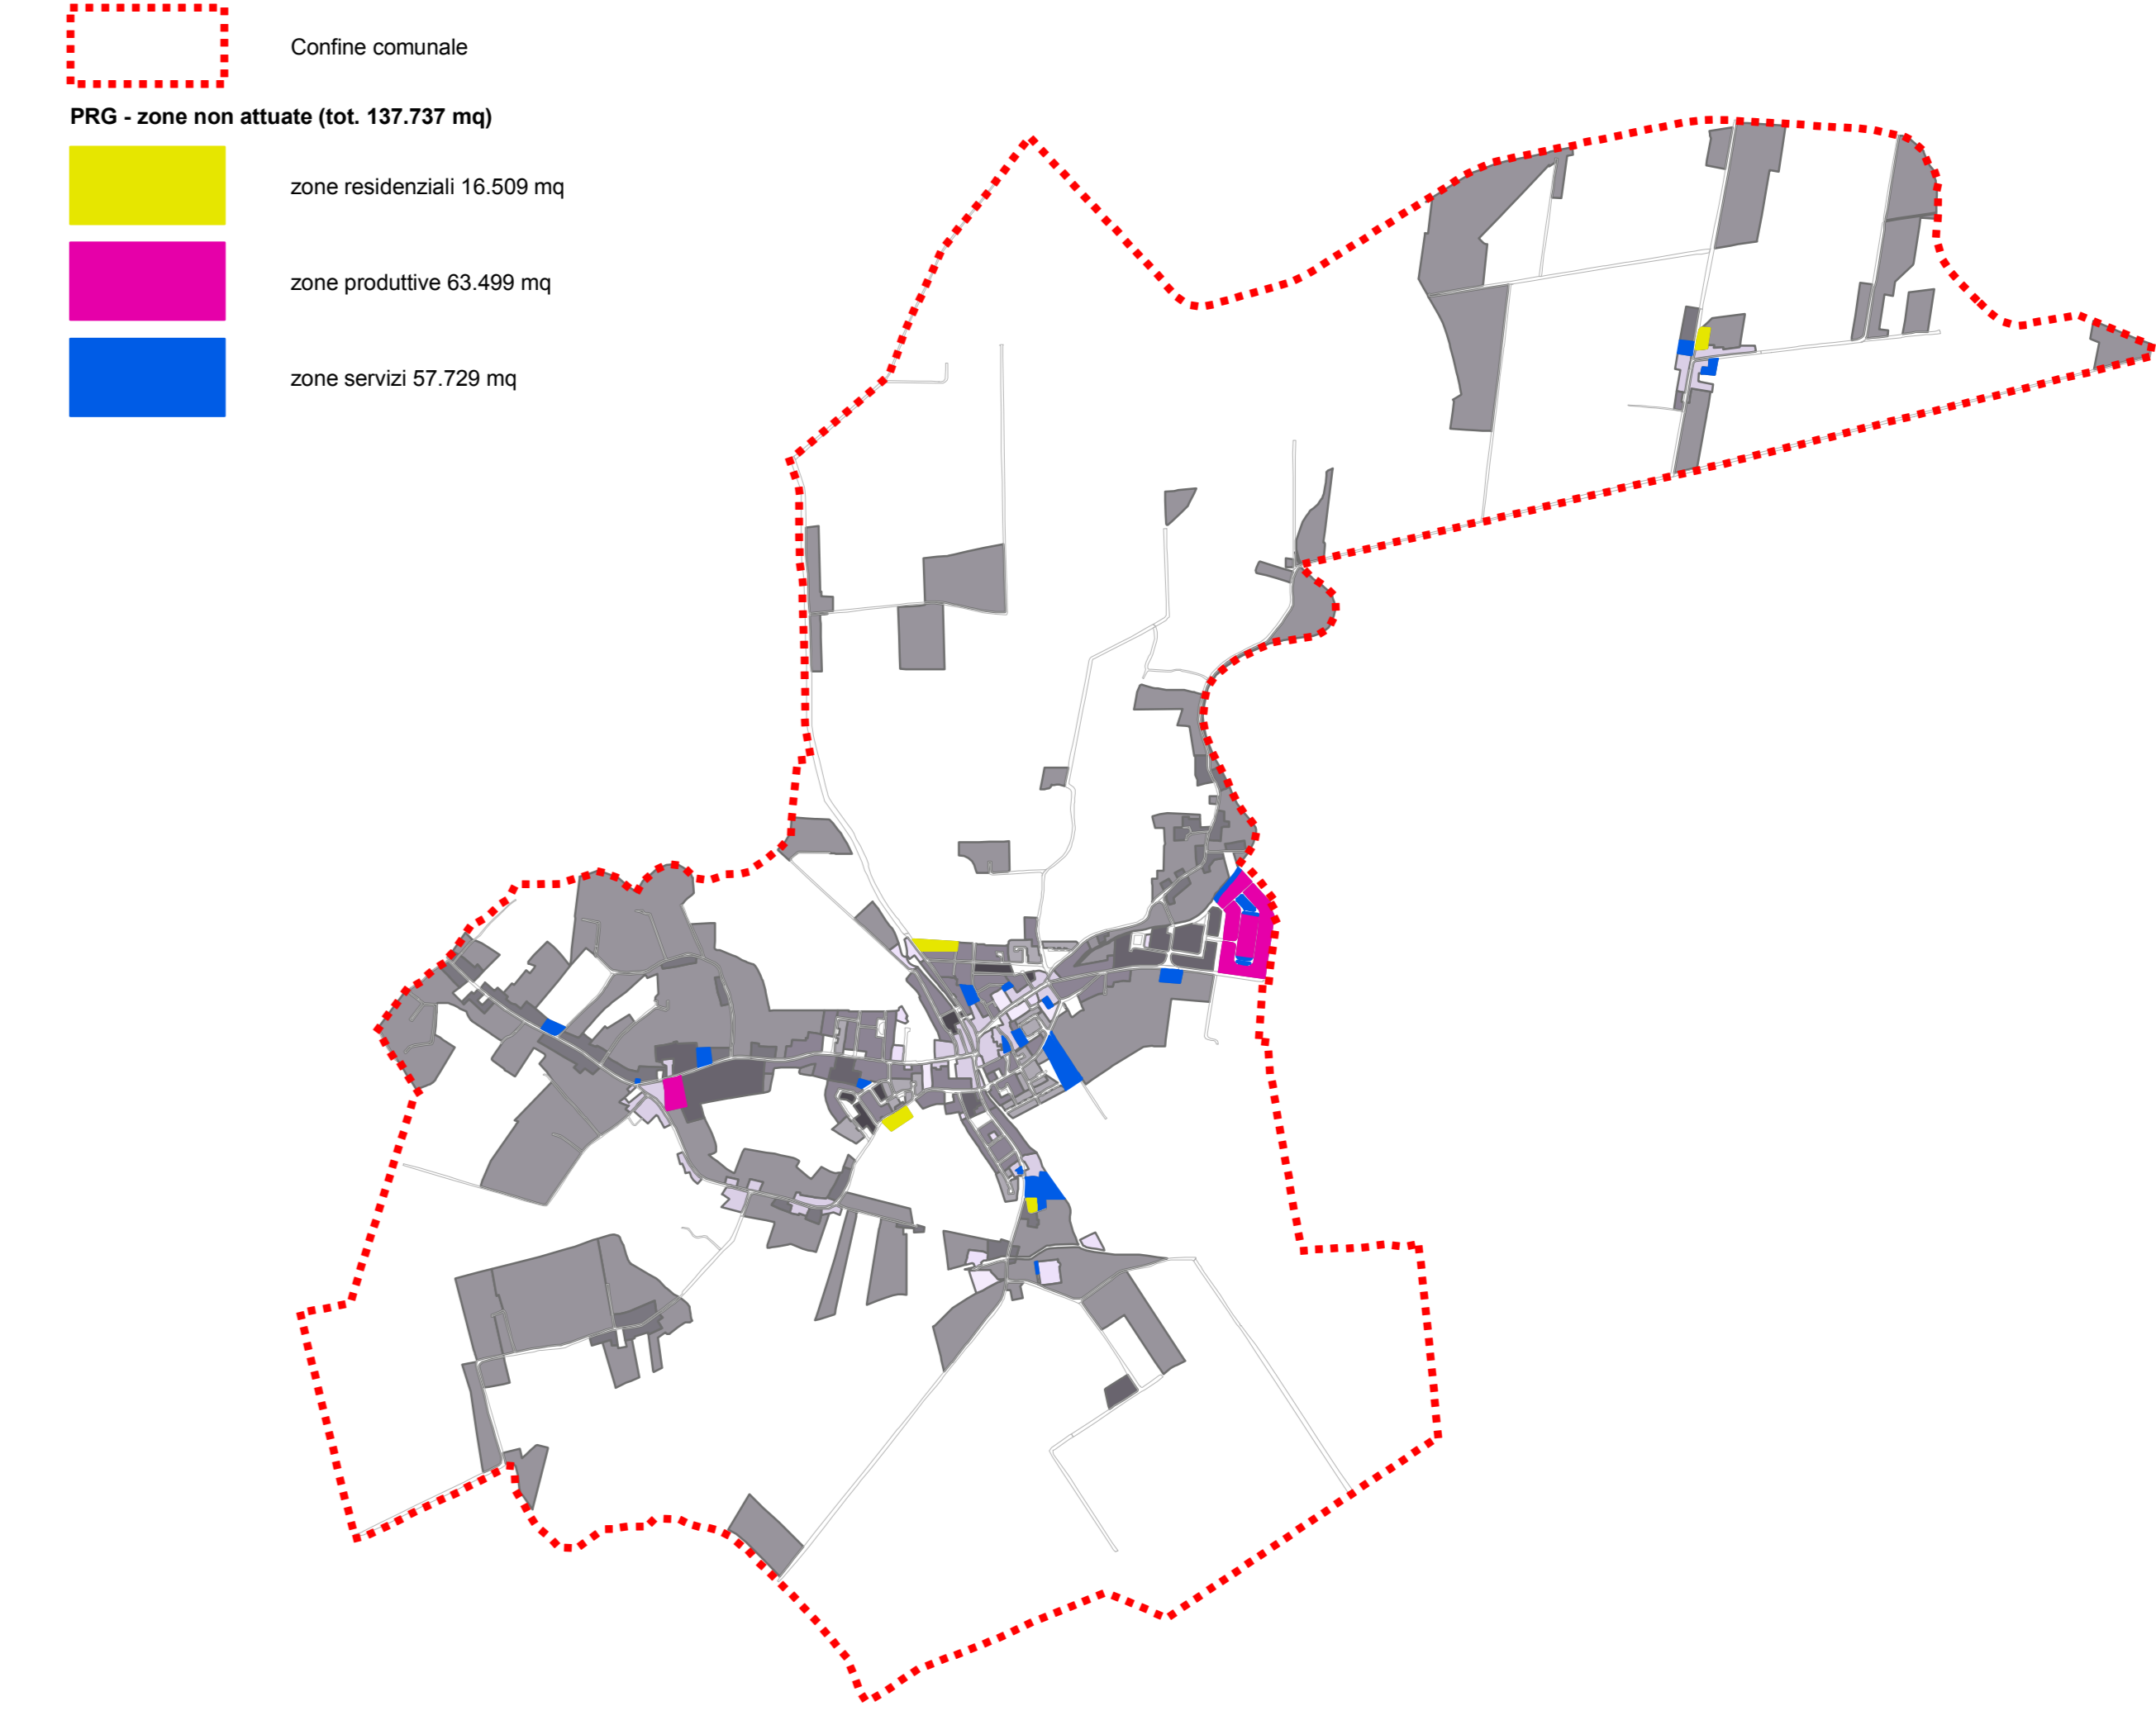 Confine comunale
PRG - zone non attuate (tot. 137.737 mq)
zone residenziali 16.509 mq
zone produttive 63.499 mq
zone servizi 57.729 mq